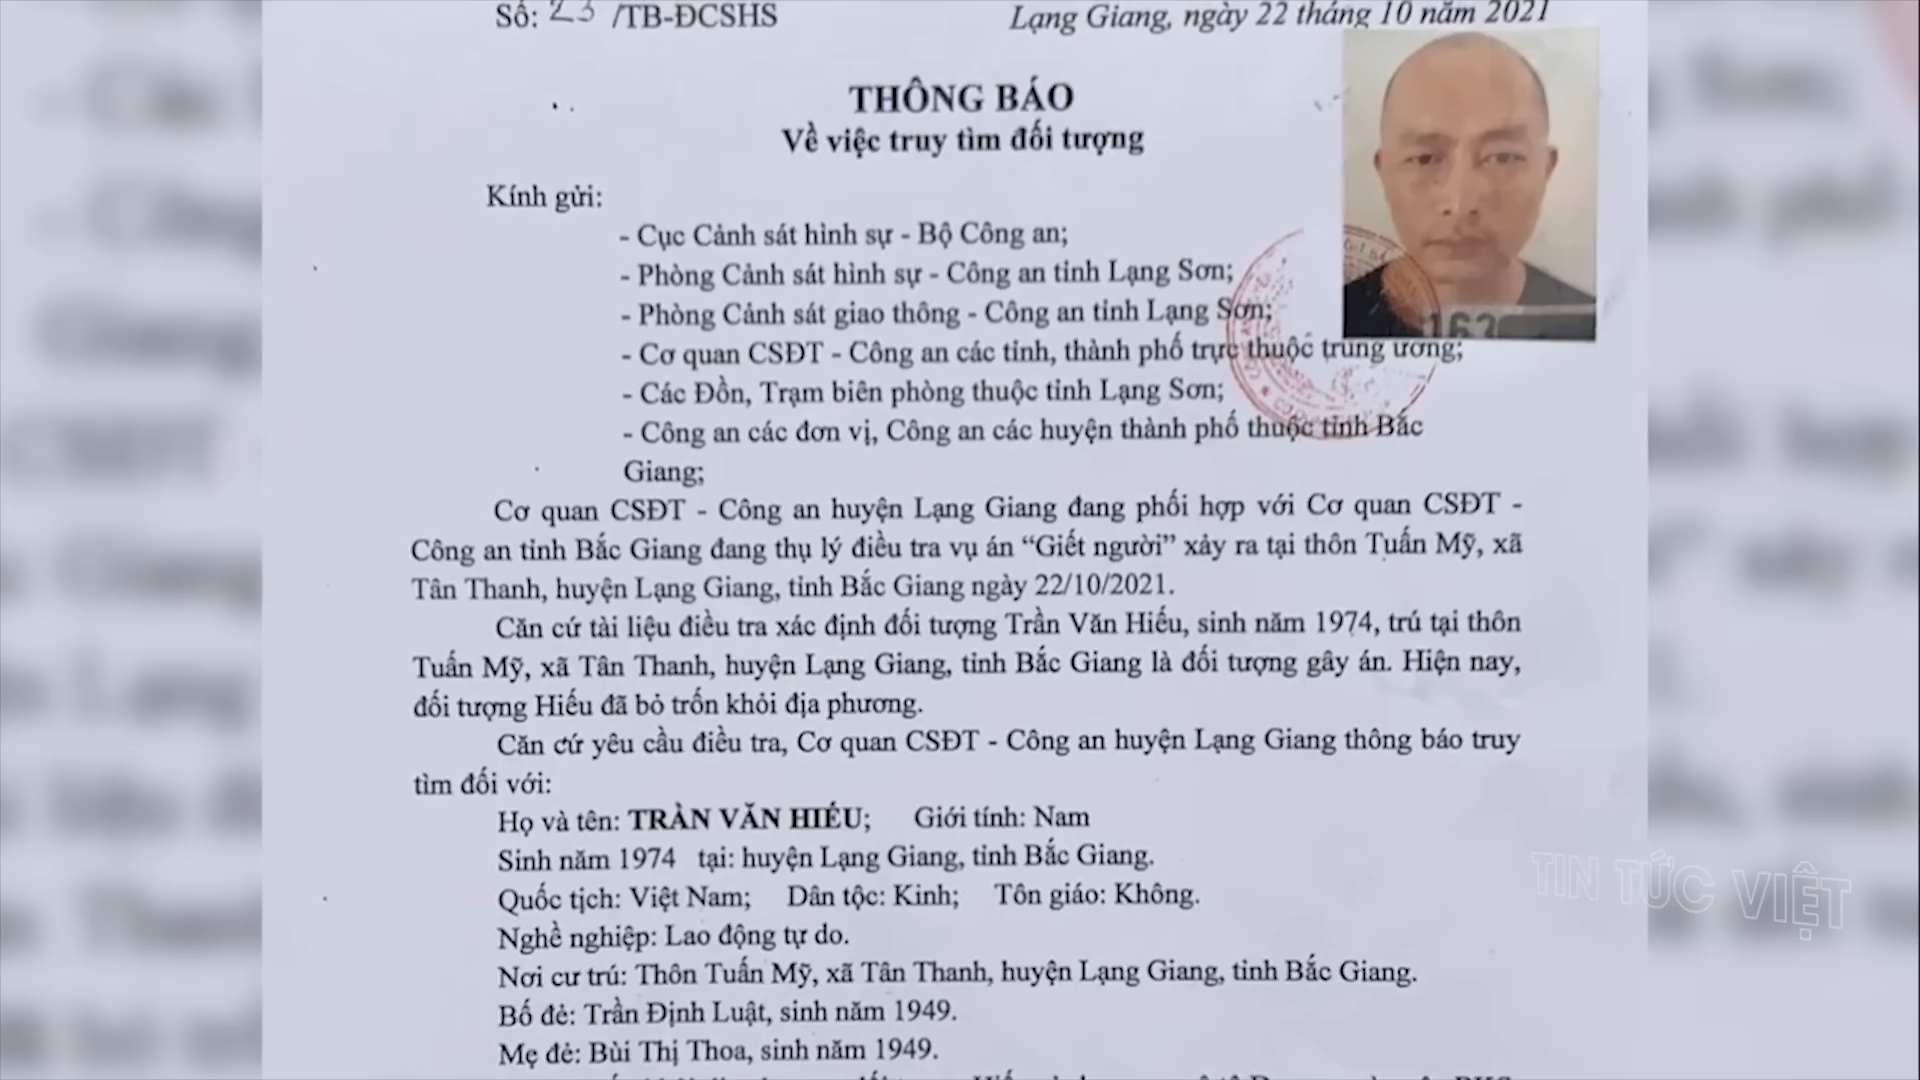 Số: 23 /TB-ĐCSHS
Lạng Giang, ngày 22 tháng 10 năm 2021
THÔNG BÁO
Về việc truy tìm đối tượng
Kính gửi:
- Cục Cảnh sát hình sự - Bộ Công an;
- Phòng Cảnh sát hình sự - Công an tỉnh Lạng Sơn;
- Phòng Cảnh sát giao thông - Công an tỉnh Lạng Sơn;
- Cơ quan CSĐT - Công an các tỉnh, thành phố trực thuộc trung ương;
- Các Đồn, Trạm biên phòng thuộc tỉnh Lạng Sơn;
- Công an các đơn vị, Công an các huyện thành phố thuộc tỉnh Bắc
Giang;
163
Cơ quan CSĐT - Công an huyện Lạng Giang đang phối hợp với Cơ quan CSĐT -
Công an tỉnh Bắc Giang đang thụ lý điều tra vụ án “Giết người” xảy ra tại thôn Tuấn Mỹ, xã
Tân Thanh, huyện Lạng Giang, tỉnh Bắc Giang ngày 22/10/2021.
Căn cứ tài liệu điều tra xác định đối tượng Trần Văn Hiếu, sinh năm 1974, trú tại thôn
Tuấn Mỹ, xã Tân Thanh, huyện Lạng Giang, tỉnh Bắc Giang là đối tượng gây án. Hiện nay,
đối tượng Hiếu đã bỏ trốn khỏi địa phương.
Căn cứ yêu cầu điều tra, Cơ quan CSĐT - Công an huyện Lạng Giang thông báo truy
tìm đối với:
Họ và tên: TRẦN VĂN HIẾU; Giới tính: Nam
Sinh năm 1974 tại: huyện Lạng Giang, tỉnh Bắc Giang.
Quốc tịch: Việt Nam; Dân tộc: Kinh; Tôn giáo: Không.
Nghề nghiệp: Lao động tự do.
Nơi cư trú: Thôn Tuấn Mỹ, xã Tân Thanh, huyện Lạng Giang, tỉnh Bắc Giang.
Bố đẻ: Trần Định Luật, sinh năm 1949.
Mẹ đẻ: Bùi Thị Thoa, sinh năm 1949.
TIN TỨC VIỆT